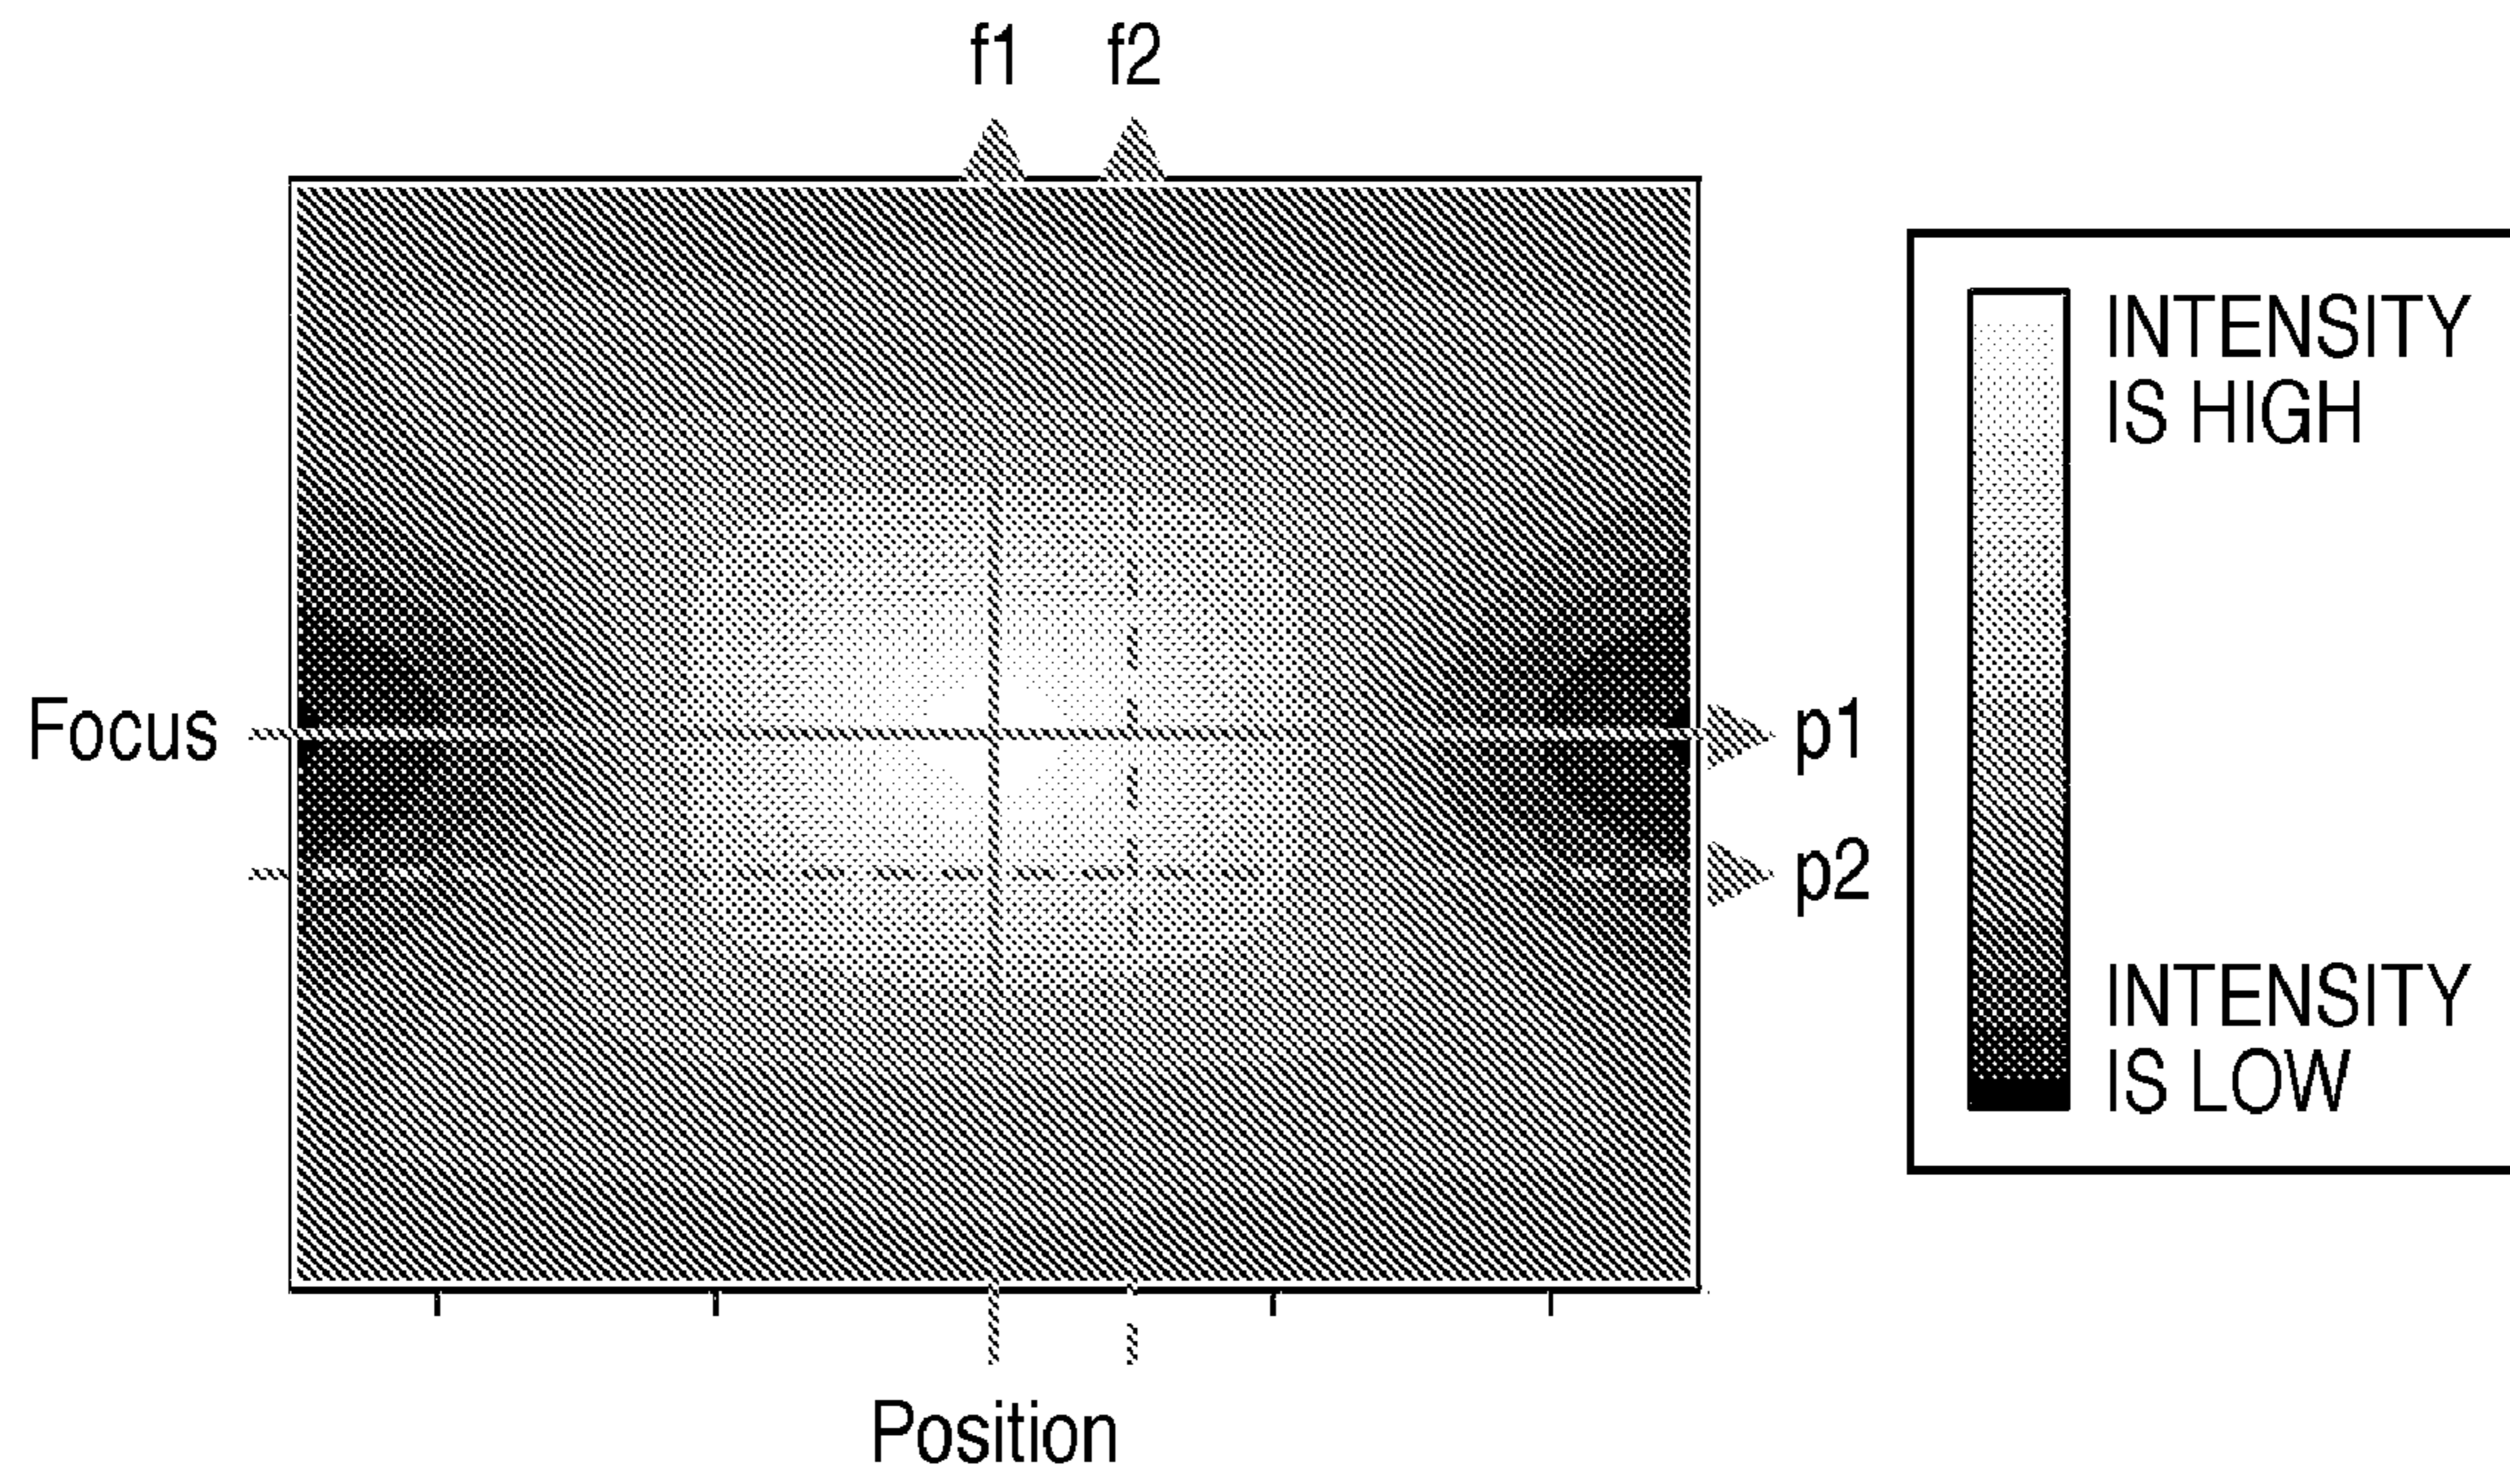 f1 f2
INTENSITY
IS HIGH
Focus
p1
p2
INTENSITY
IS LOW
Position